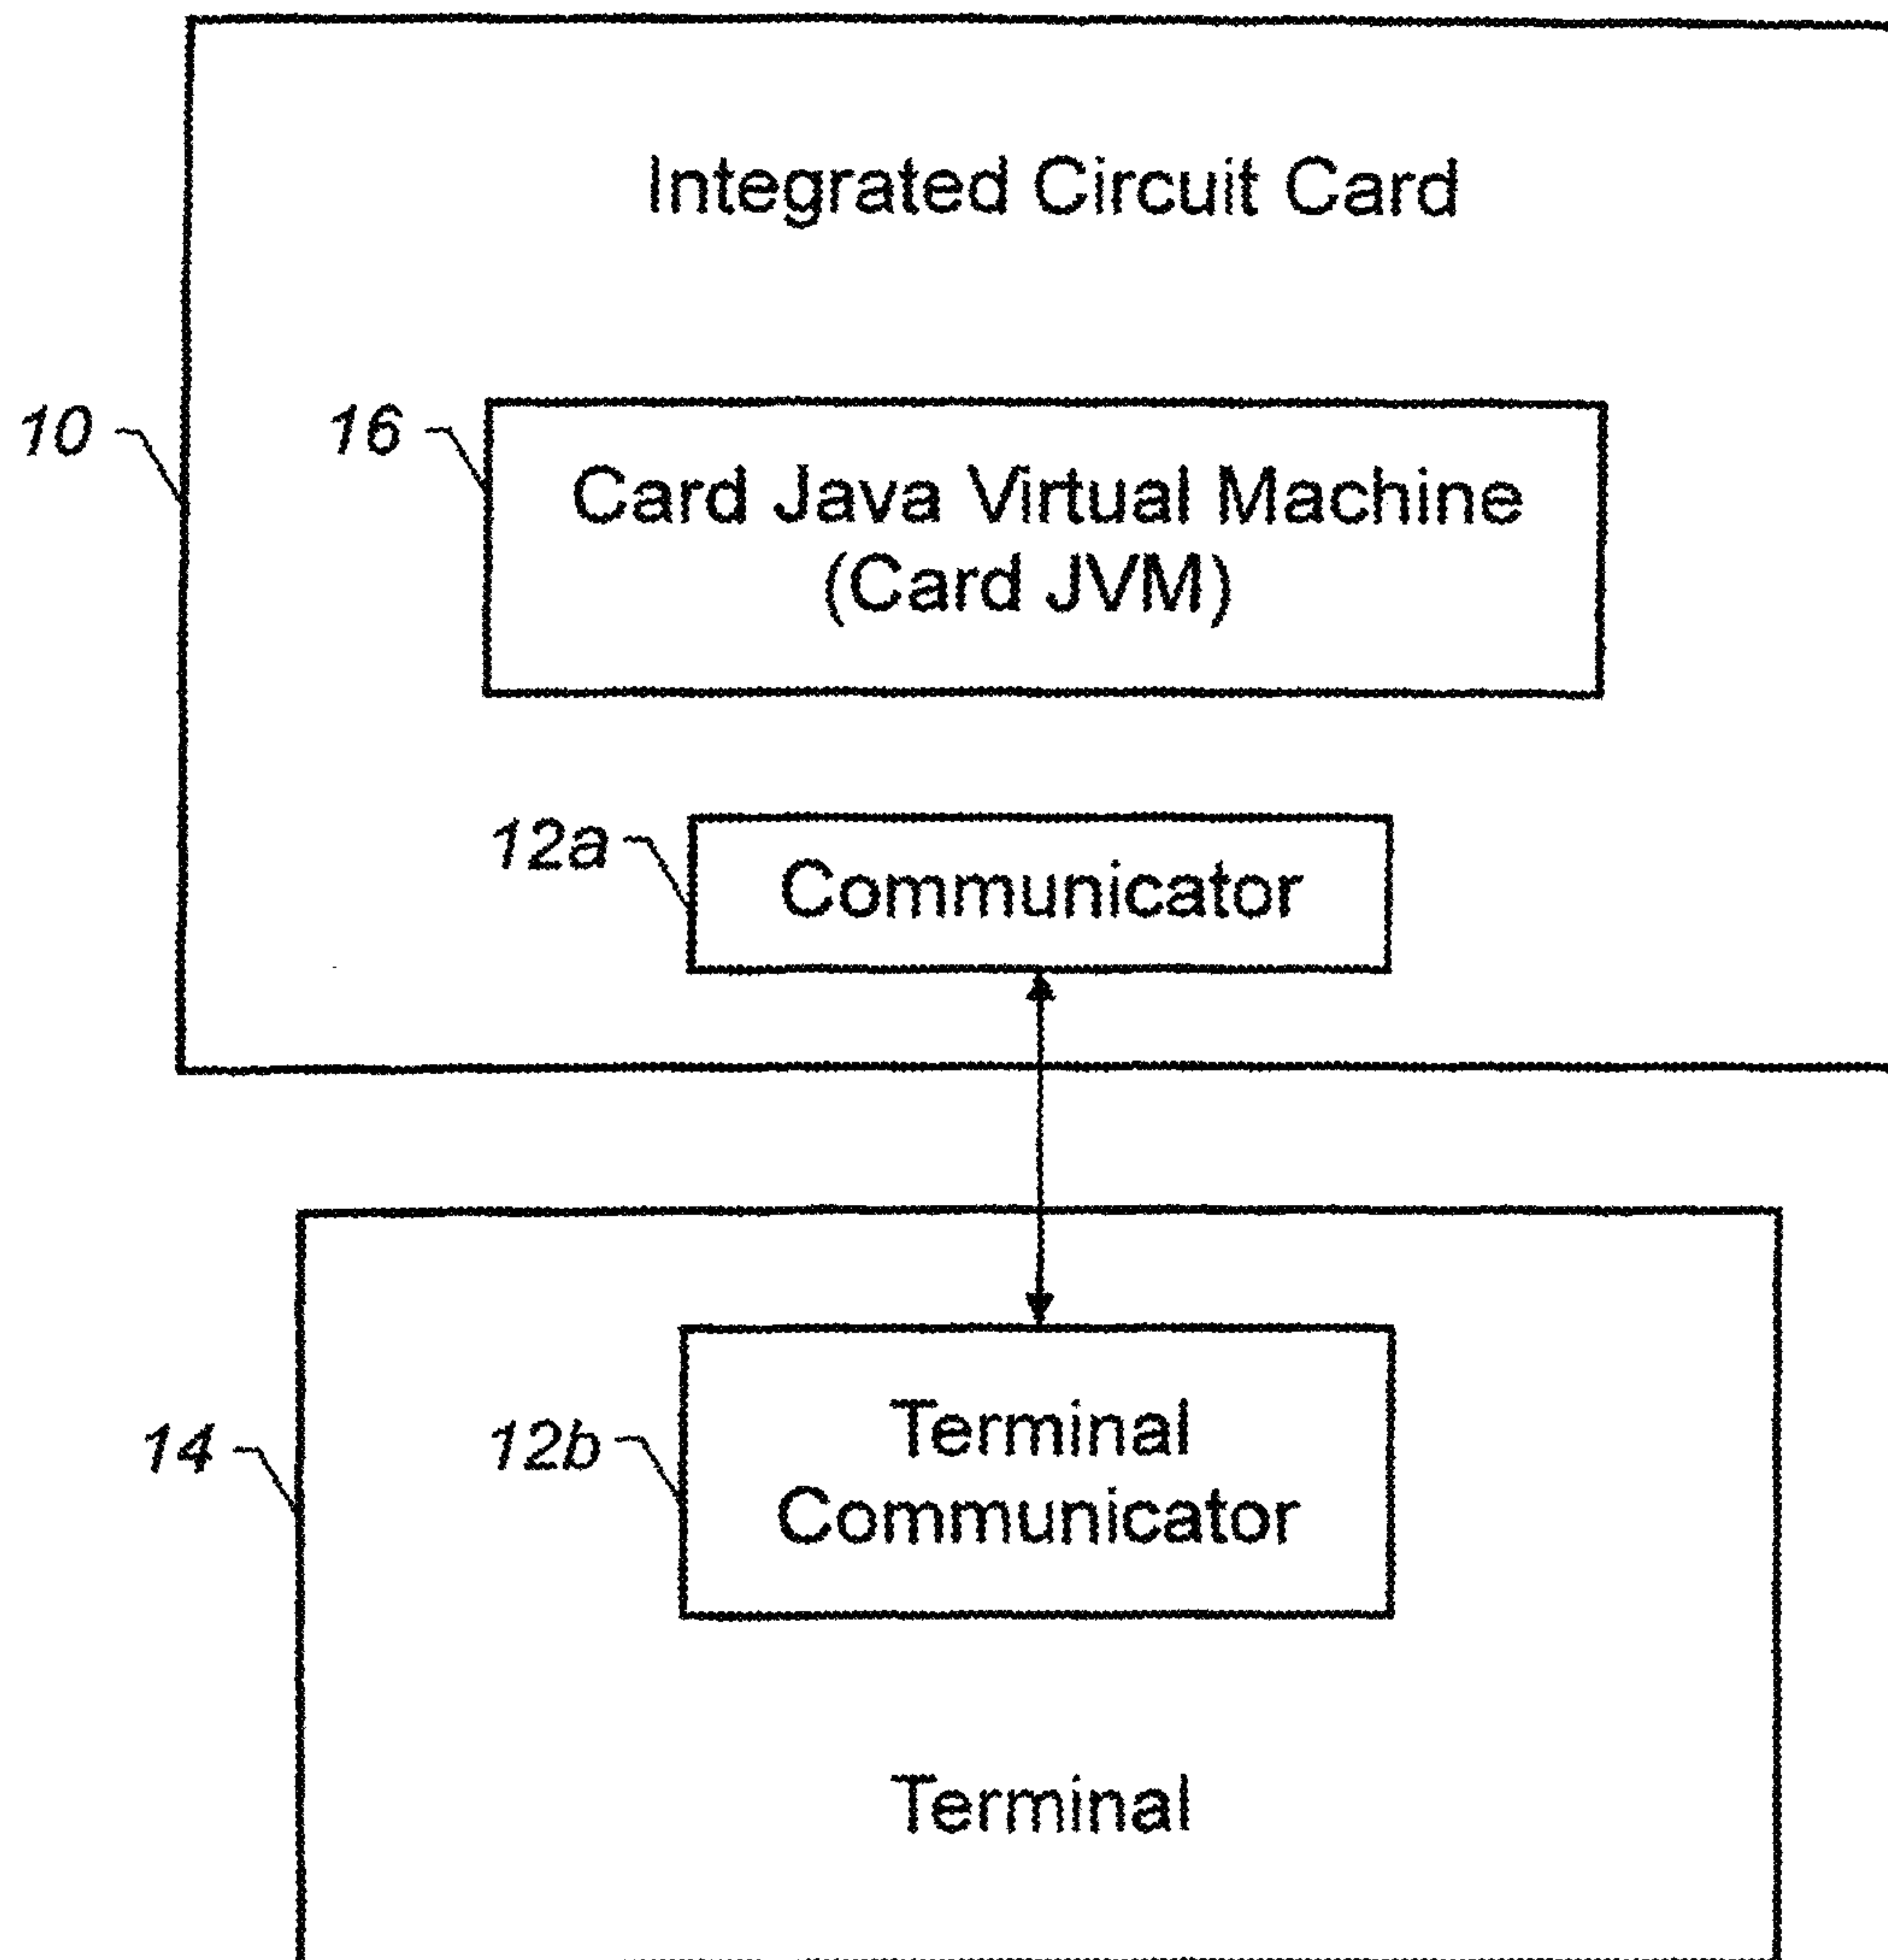 Integrated Circuit Card
10
16
Card Java Virtual Machine
(Card JVM)
12a
Communicator
14
12b
Terminal
Communicator
Terminal